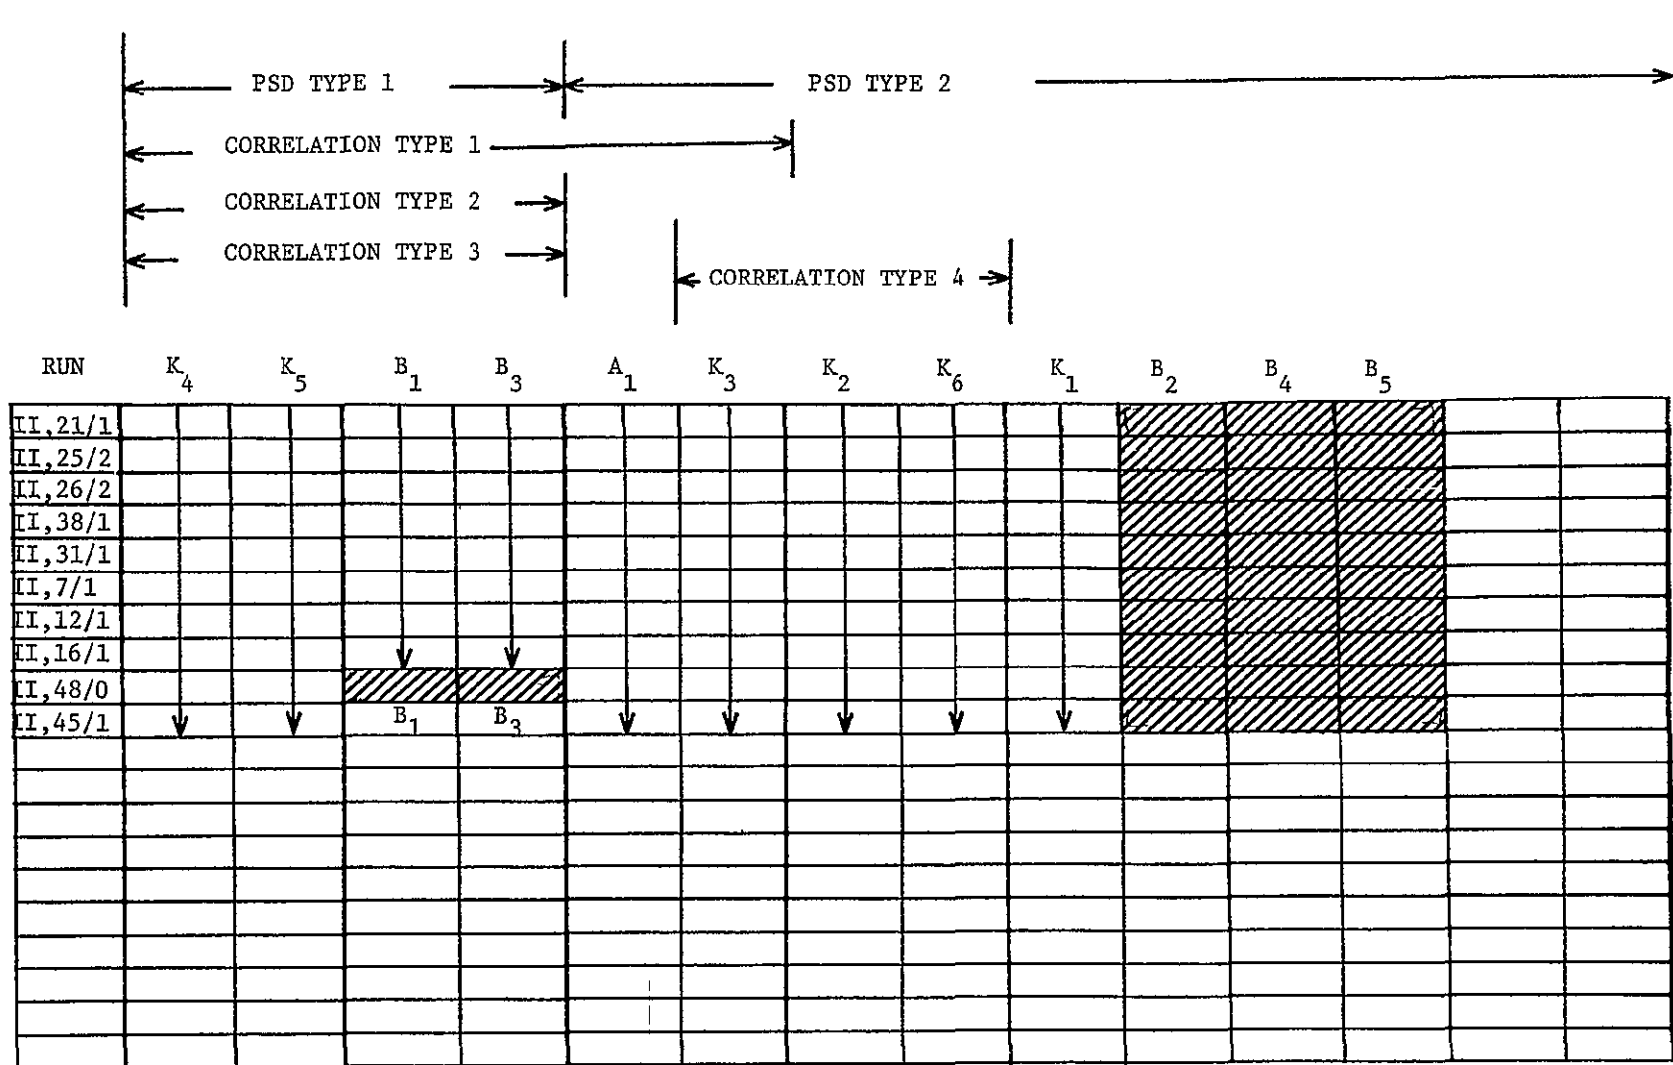 PSD TYPE 1 PSD TYPE 2
CORRELATION TYPE 1
CORRELATION TYPE 2
CORRELATION TYPE 3
CORRELATION TYPE 4
RUN K4 K5 B1 B3 A1 K3 K2 K6 K1 B2 B4 B5
II,21/1
II,25/2
II,26/2
II,38/1
II,31/1
II,7/1
II,12/1
II,16/1
II,48/0
II,45/1 B1 B3